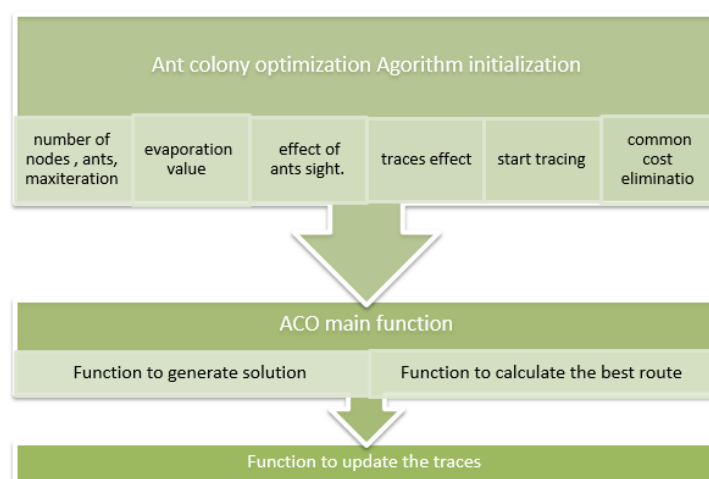 Ant colony optimization Agorithm initialization
number of
nodes , ants,
maxiteration
evaporation
value
effect of
ants sight.
traces effect
start tracing
common
cost
eliminatio
ACO main function
Function to generate solution
Function to calculate the best route
Function to update the traces